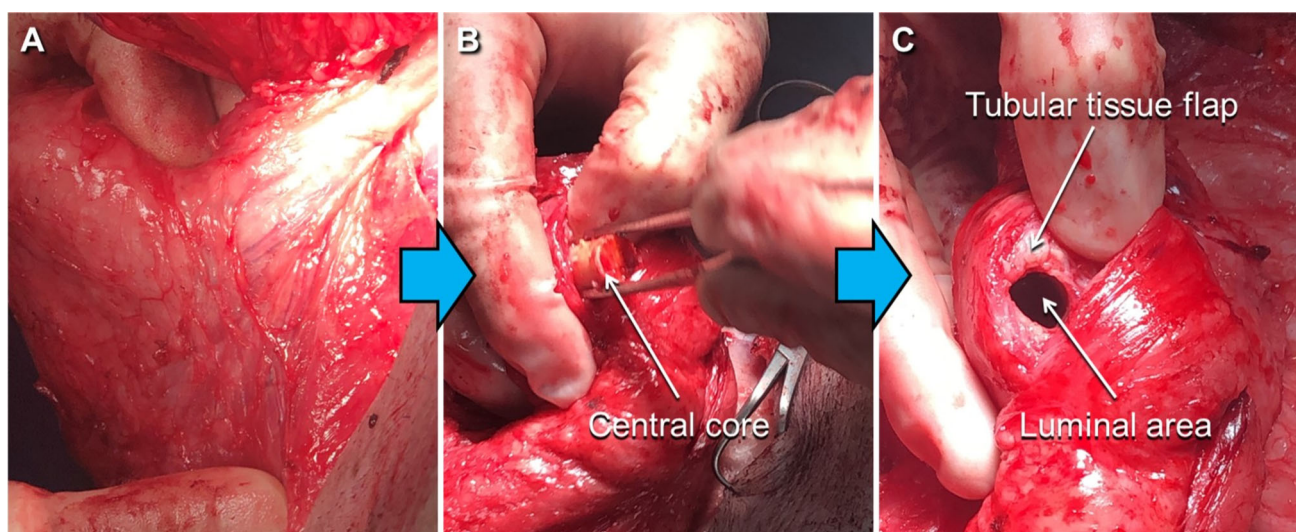 A
B
C
Tubular tissue flap
Central core
Luminal area